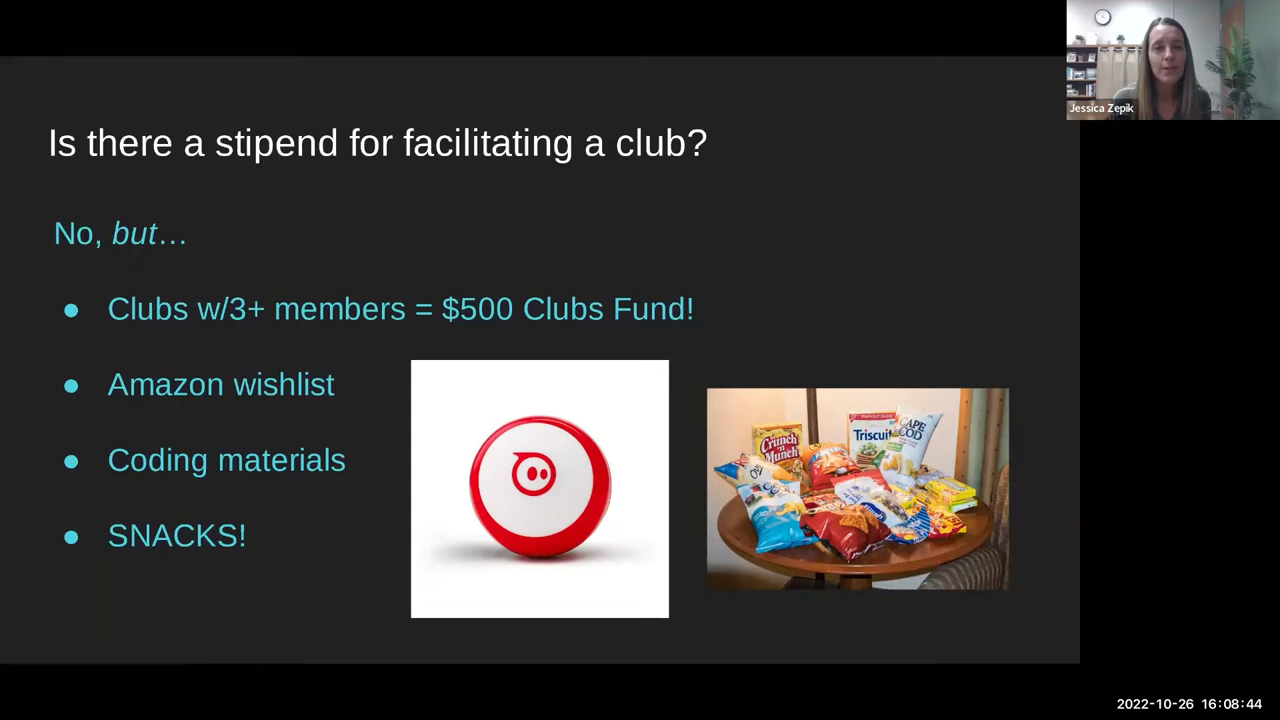 Jessica Zepik
Is there a stipend for facilitating a club?
No, but…
● Clubs w/3+ members = $500 Clubs Fund!
● Amazon wishlist
● Coding materials
● SNACKS!
Crunch
'n
Munch
Triscuit
CAPE
COD
2022-10-26 16:08:44